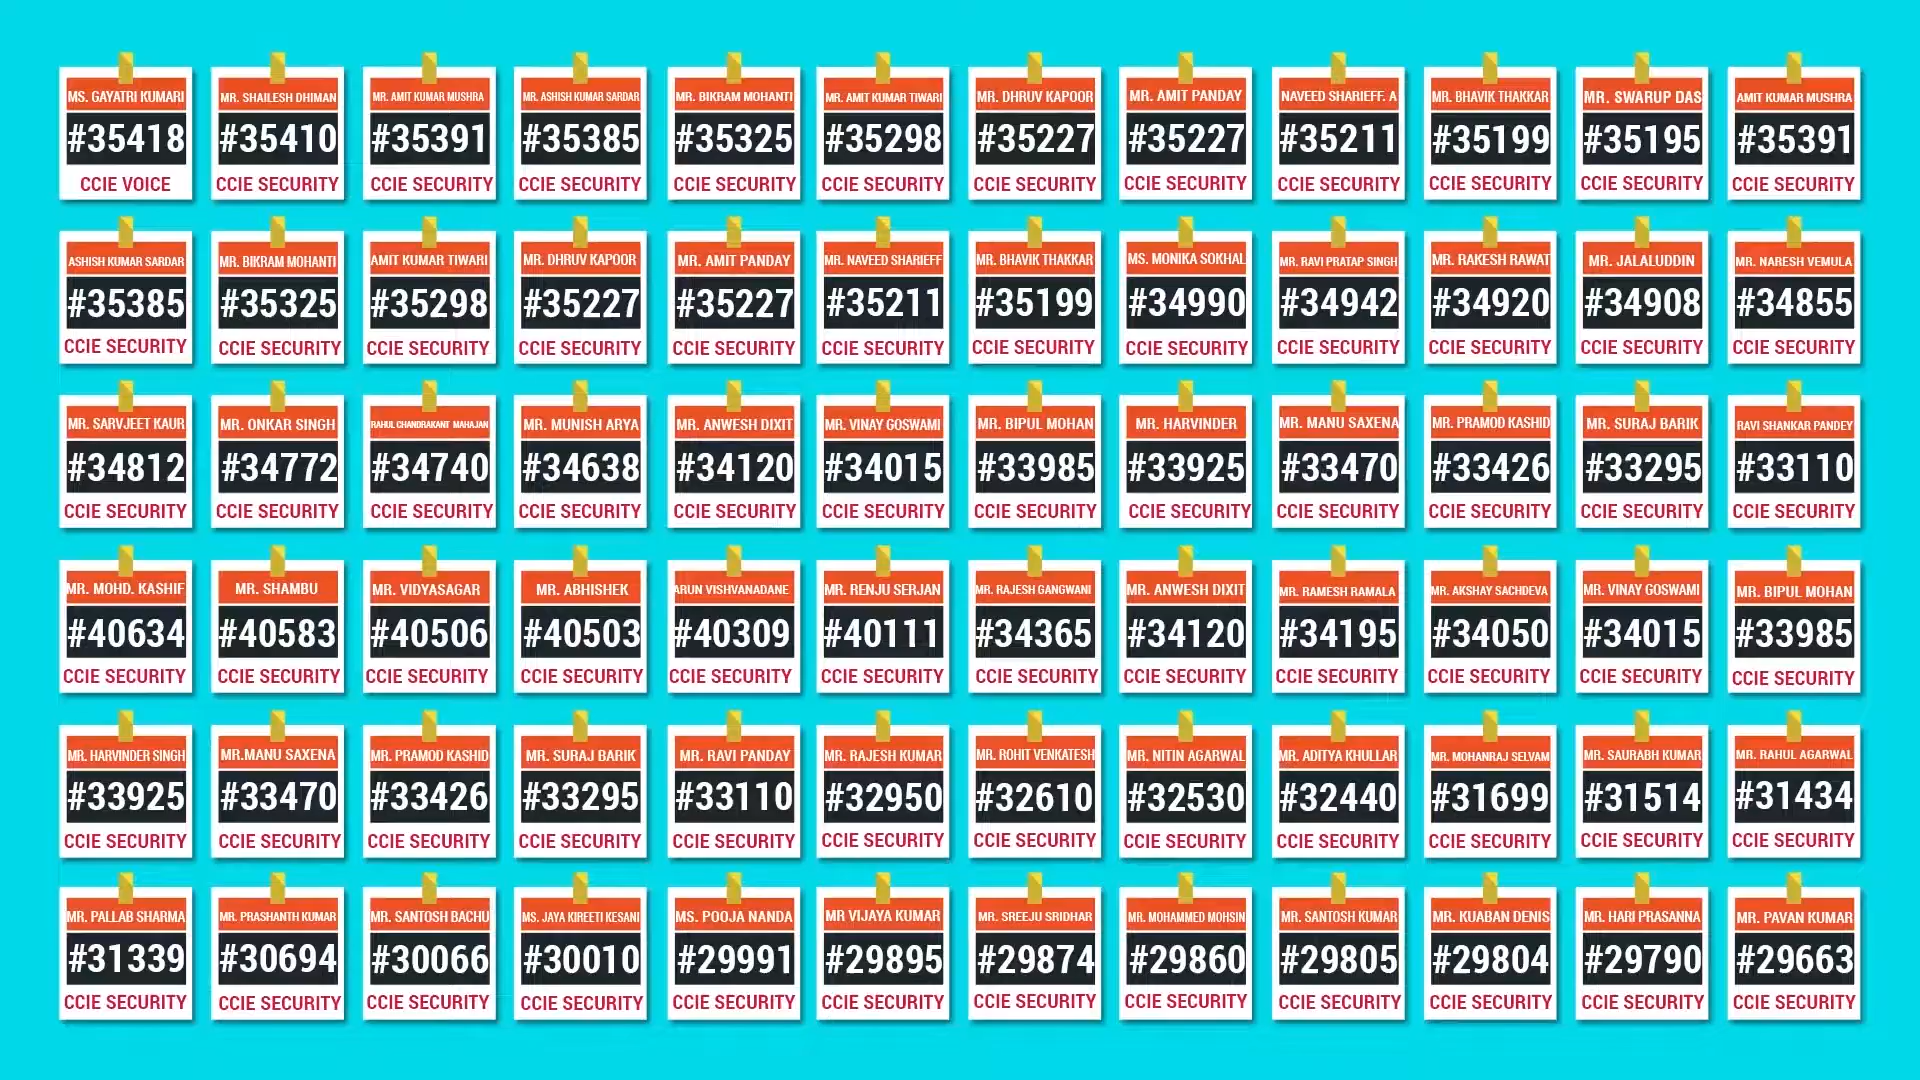 MS. GAYATRI KUMARI
#35418
CCIE VOICE
MR. SHAILESH DHIMAN
#35410
CCIE SECURITY
MR. AMIT KUMAR MUSHRA
#35391
CCIE SECURITY
MR. ASHISH KUMAR SARDAR
#35385
CCIE SECURITY
MR. BIKRAM MOHANTI
#35325
CCIE SECURITY
MR. AMIT KUMAR TIWARI
#35298
CCIE SECURITY
MR. DHRUV KAPOOR
#35227
CCIE SECURITY
MR. AMIT PANDAY
#35227
CCIE SECURITY
NAVEED SHARIEFF. A
#35211
CCIE SECURITY
MR. BHAVIK THAKKAR
#35199
CCIE SECURITY
MR. SWARUP DAS
#35195
CCIE SECURITY
AMIT KUMAR MUSHRA
#35391
CCIE SECURITY
ASHISH KUMAR SARDAR
#35385
CCIE SECURITY
MR. BIKRAM MOHANTI
#35325
CCIE SECURITY
AMIT KUMAR TIWARI
#35298
CCIE SECURITY
MR. DHRUV KAPOOR
#35227
CCIE SECURITY
MR. AMIT PANDAY
#35227
CCIE SECURITY
MR. NAVEED SHARIEFF
#35211
CCIE SECURITY
MR. BHAVIK THAKKAR
#35199
CCIE SECURITY
MS. MONIKA SOKHAL
#34990
CCIE SECURITY
MR. RAVI PRATAP SINGH
#34942
CCIE SECURITY
MR. RAKESH RAWAT
#34920
CCIE SECURITY
MR. JALALUDDIN
#34908
CCIE SECURITY
MR. NARESH VEMULA
#34855
CCIE SECURITY
MR. SARVJEET KAUR
#34812
CCIE SECURITY
MR. ONKAR SINGH
#34772
CCIE SECURITY
RAHUL CHANDRAKANT MAHAJAN
#34740
CCIE SECURITY
MR. MUNISH ARYA
#34638
CCIE SECURITY
MR. ANWESH DIXIT
#34120
CCIE SECURITY
MR. VINAY GOSWAMI
#34015
CCIE SECURITY
MR. BIPUL MOHAN
#33985
CCIE SECURITY
MR. HARVINDER
#33925
CCIE SECURITY
MR. MANU SAXENA
#33470
CCIE SECURITY
MR. PRAMOD KASHID
#33426
CCIE SECURITY
MR. SURAJ BARIK
#33295
CCIE SECURITY
RAVI SHANKAR PANDEY
#33110
CCIE SECURITY
MR. MOHD. KASHIF
#40634
CCIE SECURITY
MR. SHAMBU
#40583
CCIE SECURITY
MR. VIDYASAGAR
#40506
CCIE SECURITY
MR. ABHISHEK
#40503
CCIE SECURITY
ARUN VISHVANADANE
#40309
CCIE SECURITY
MR. RENJU SERJAN
#40111
CCIE SECURITY
MR. RAJESH GANGWANI
#34365
CCIE SECURITY
MR. ANWESH DIXIT
#34120
CCIE SECURITY
MR. RAMESH RAMALA
#34195
CCIE SECURITY
MR. AKSHAY SACHDEVA
#34050
CCIE SECURITY
MR. VINAY GOSWAMI
#34015
CCIE SECURITY
MR. BIPUL MOHAN
#33985
CCIE SECURITY
MR. HARVINDER SINGH
#33925
CCIE SECURITY
MR.MANU SAXENA
#33470
CCIE SECURITY
MR. PRAMOD KASHID
#33426
CCIE SECURITY
MR. SURAJ BARIK
#33295
CCIE SECURITY
MR. RAVI PANDAY
#33110
CCIE SECURITY
MR. RAJESH KUMAR
#32950
CCIE SECURITY
MR. ROHIT VENKATESH
#32610
CCIE SECURITY
MR. NITIN AGARWAL
#32530
CCIE SECURITY
MR. ADITYA KHULLAR
#32440
CCIE SECURITY
MR. MOHANRAJ SELVAM
#31699
CCIE SECURITY
MR. SAURABH KUMAR
#31514
CCIE SECURITY
MR. RAHUL AGARWAL
#31434
CCIE SECURITY
MR. PALLAB SHARMA
#31339
CCIE SECURITY
MR. PRASHANTH KUMAR
#30694
CCIE SECURITY
MR. SANTOSH BACHU
#30066
CCIE SECURITY
MS. JAYA KIREETI KESANI
#30010
CCIE SECURITY
MS. POOJA NANDA
#29991
CCIE SECURITY
MR VIJAYA KUMAR
#29895
CCIE SECURITY
MR. SREEJU SRIDHAR
#29874
CCIE SECURITY
MR. MOHAMMED MOHSIN
#29860
CCIE SECURITY
MR. SANTOSH KUMAR
#29805
CCIE SECURITY
MR. KUABAN DENIS
#29804
CCIE SECURITY
MR. HARI PRASANNA
#29790
CCIE SECURITY
MR. PAVAN KUMAR
#29663
CCIE SECURITY